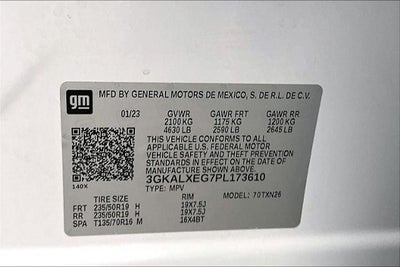 gm
MFD BY GENERAL MOTORS DE MEXICO, S. DE R.L. DE C.V.
01/23 GVWR GAWR FRT GAWR RR
2100 KG 1175 KG 1200 KG
4630 LB 2590 LB 2645 LB
THIS VEHICLE CONFORMS TO ALL
APPLICABLE U.S. FEDERAL MOTOR
VEHICLE SAFETY AND THEFT PREVENTION
STANDARDS IN EFFECT ON THE DATE OF
MANUFACTURE SHOWN ABOVE.
3GKALXEG7PL173610
140X TYPE: MPV 70TXN26
TIRE SIZE RIM
FRT 235/50R19 H 19X7.5J
RR 235/50R19 H 19X7.5J
SPA T135/70R16 M 16X4BT